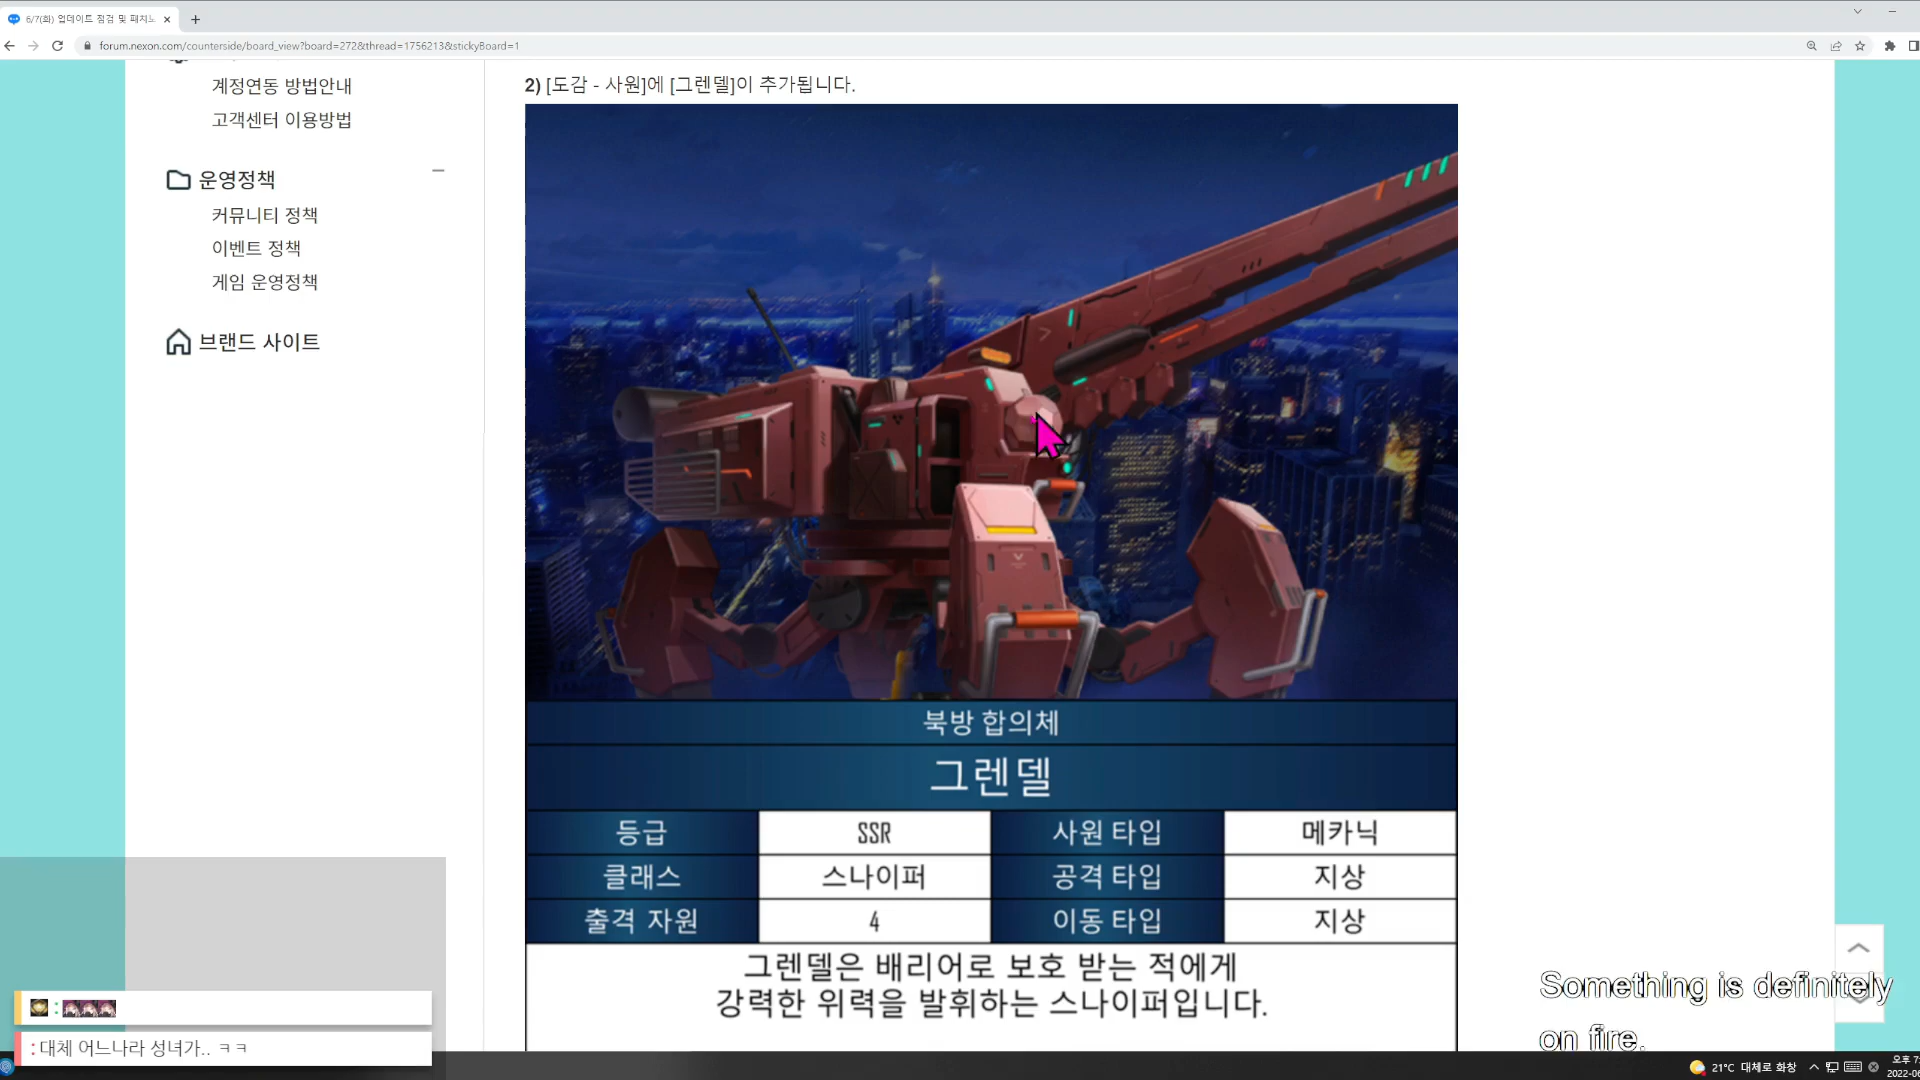 6/7(화) 업데이트 점검 및 패치노
forum.nexon.com/counterside/board_view?board=272&thread=1756213&stickyBoard=1
계정연동 방법안내
고객센터 이용방법
운영정책
커뮤니티 정책
이벤트 정책
게임 운영정책
브랜드 사이트
2) [도감 - 사원]에 [그렌델]이 추가됩니다.
북방 합의체
그렌델
등급 SSR 사원 타입 메카닉
클래스 스나이퍼 공격 타입 지상
출격 자원 4 이동 타입 지상
그렌델은 배리어로 보호 받는 적에게
강력한 위력을 발휘하는 스나이퍼입니다.
Something is definitely
on fire.
:
: 대체 어느나라 성녀가.. ㅋㅋ
21°C 대체로 화창
오후 7:
2022-06